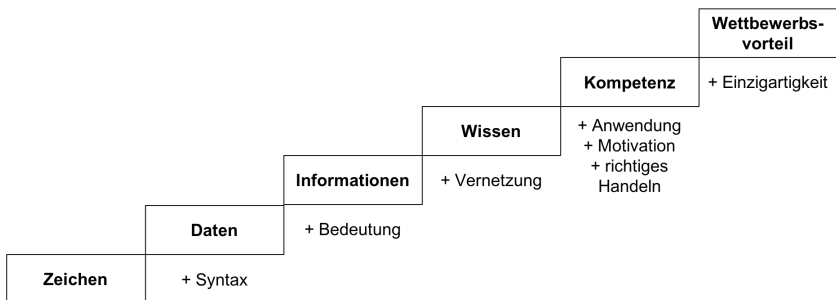 Wettbewerbs-
vorteil
Kompetenz
+ Einzigartigkeit
Wissen
+ Anwendung
+ Motivation
+ richtiges
Handeln
Informationen
+ Vernetzung
Daten
+ Bedeutung
Zeichen
+ Syntax